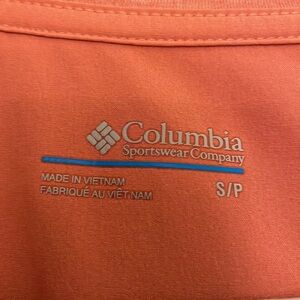 Columbia
Sportswear Company
MADE IN VIETNAM
FABRIQUÉ AU VIÊT NAM
S/P